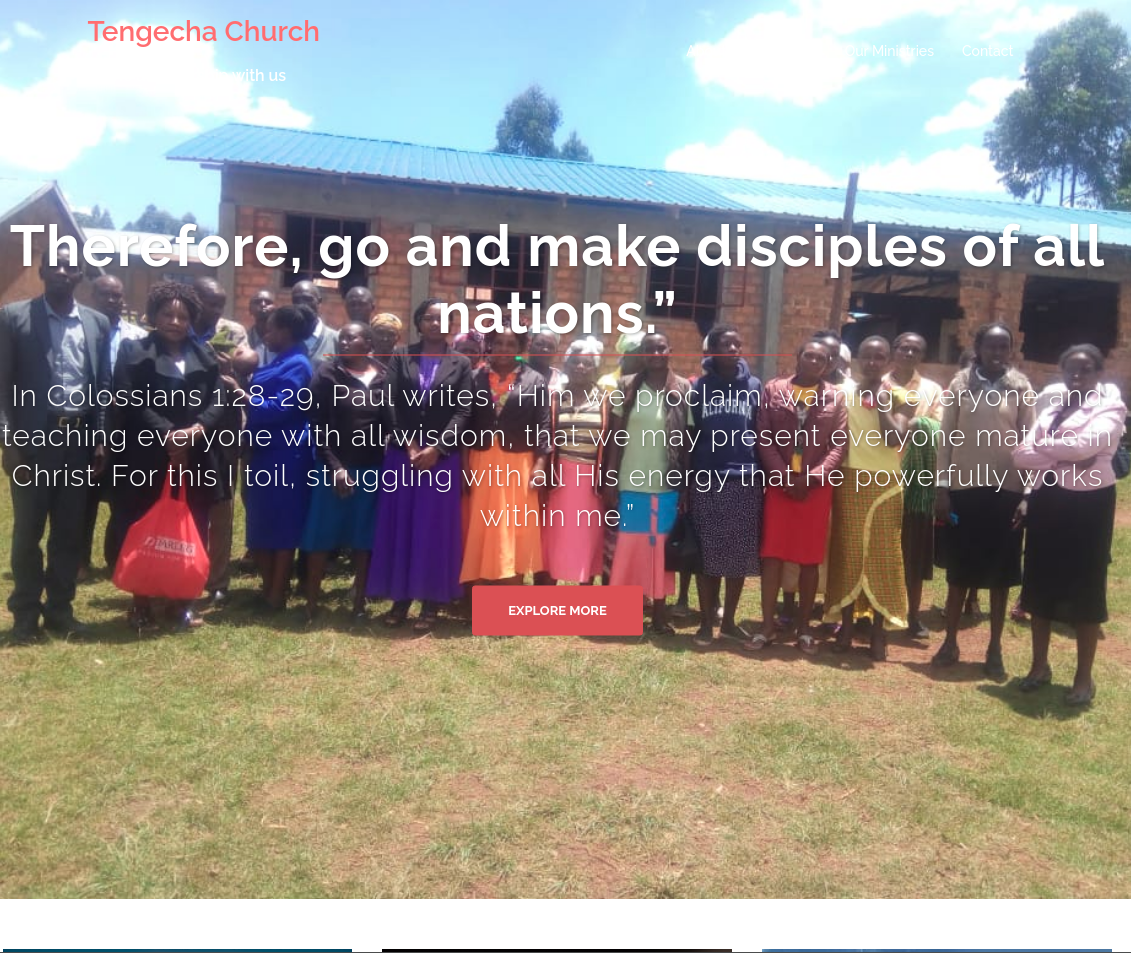 Tengecha Church
with us
Our Ministries
Contact
Therefore, go and make disciples of all
nations.”
In Colossians 1:28-29, Paul writes, “Him we proclaim, warning everyone and
teaching everyone with all wisdom, that we may present everyone mature in
Christ. For this I toil, struggling with all His energy that He powerfully works
within me.”
EXPLORE MORE